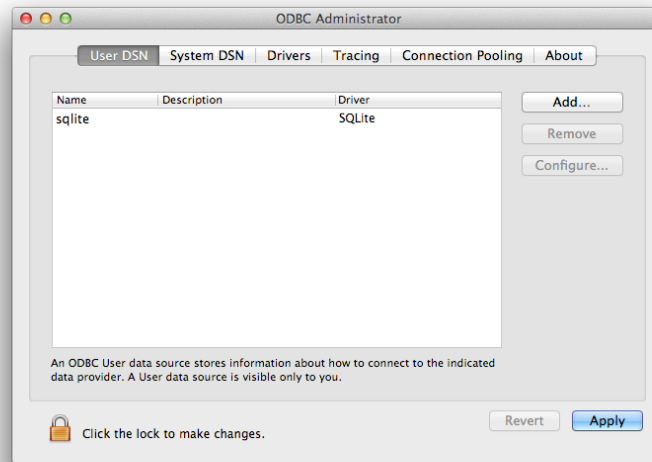 ODBC Administrator
User DSN System DSN Drivers Tracing Connection Pooling About
Name Description Driver
sqlite SQLite
Add...
Remove
Configure...
An ODBC User data source stores information about how to connect to the indicated
data provider. A User data source is visible only to you.
Click the lock to make changes.
Revert Apply